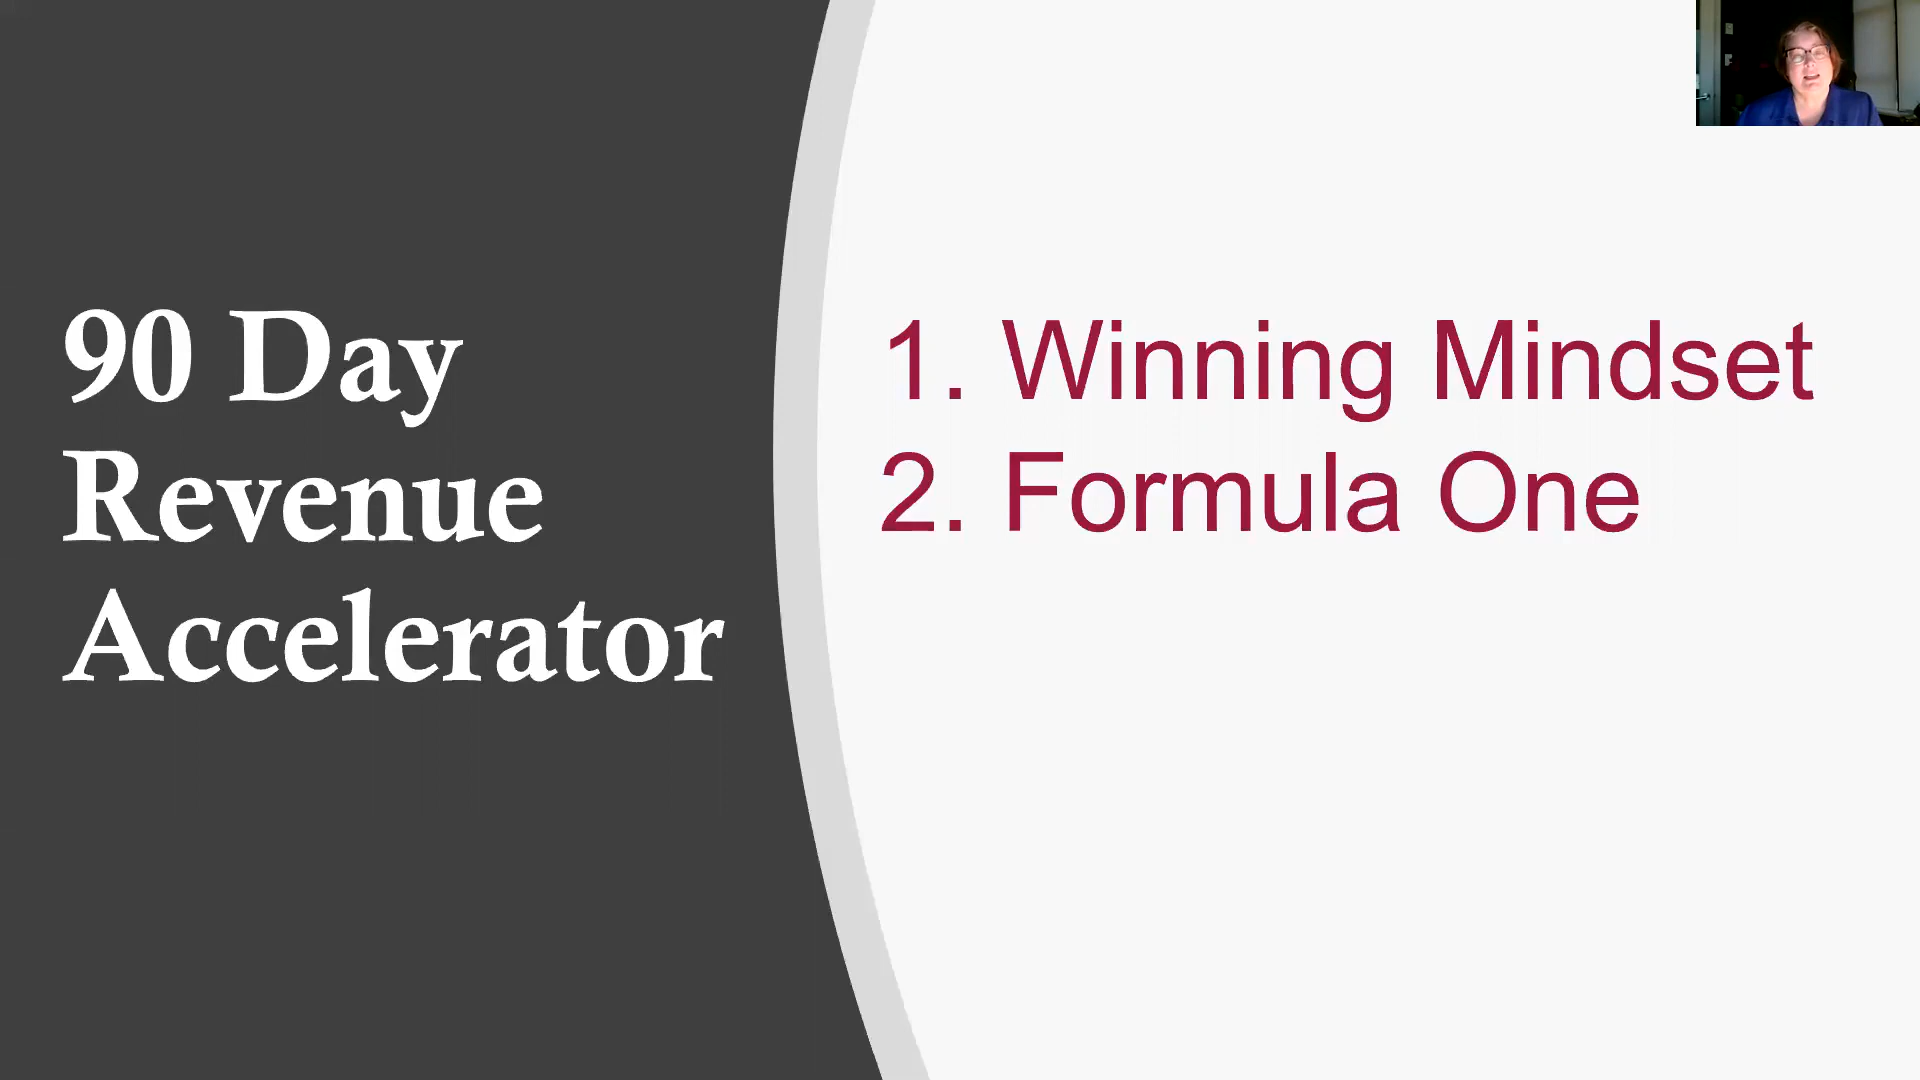 90 Day
Revenue
Accelerator
1. Winning Mindset
2. Formula One